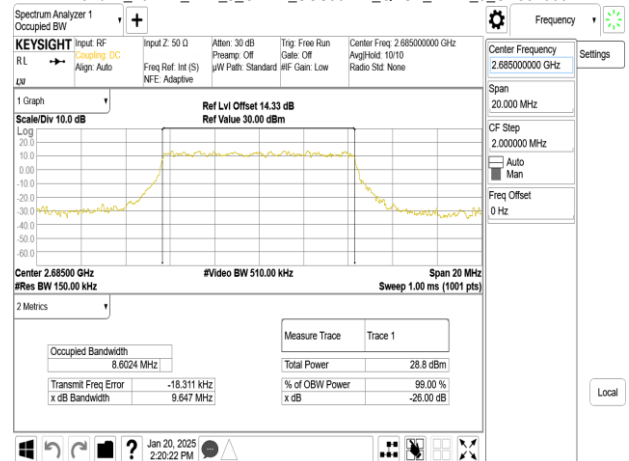 Spectrum Analyzer 1
Occupied BW
Frequency
KEYSIGHT
RL
Input: RF
Coupling: DC
Align: Auto
Input Z: 50 Ω
Freq Ref: Int (S)
NFE: Adaptive
Atten: 30 dB
Preamp: Off
µW Path: Standard
Trig: Free Run
Gate: Off
#IF Gain: Low
Center Freq: 2.685000000 GHz
Avg|Hold: 10/10
Radio Std: None
Center Frequency
2.685000000 GHz
Settings
Span
20.000 MHz
CF Step
2.000000 MHz
Auto
Man
Freq Offset
0 Hz
1 Graph
Scale/Div 10.0 dB
Ref Lvl Offset 14.33 dB
Ref Value 30.00 dBm
Log
20.0
10.0
0.00
-10.0
-20.0
-30.0
-40.0
-50.0
-60.0
Center 2.68500 GHz
#Res BW 150.00 kHz
#Video BW 510.00 kHz
Span 20 MHz
Sweep 1.00 ms (1001 pts)
2 Metrics
Measure Trace Trace 1
Occupied Bandwidth
8.6024 MHz
Total Power 28.8 dBm
Transmit Freq Error -18.311 kHz
% of OBW Power 99.00 %
x dB Bandwidth 9.647 MHz
x dB -26.00 dB
Local
Jan 20, 2025
2:20:22 PM